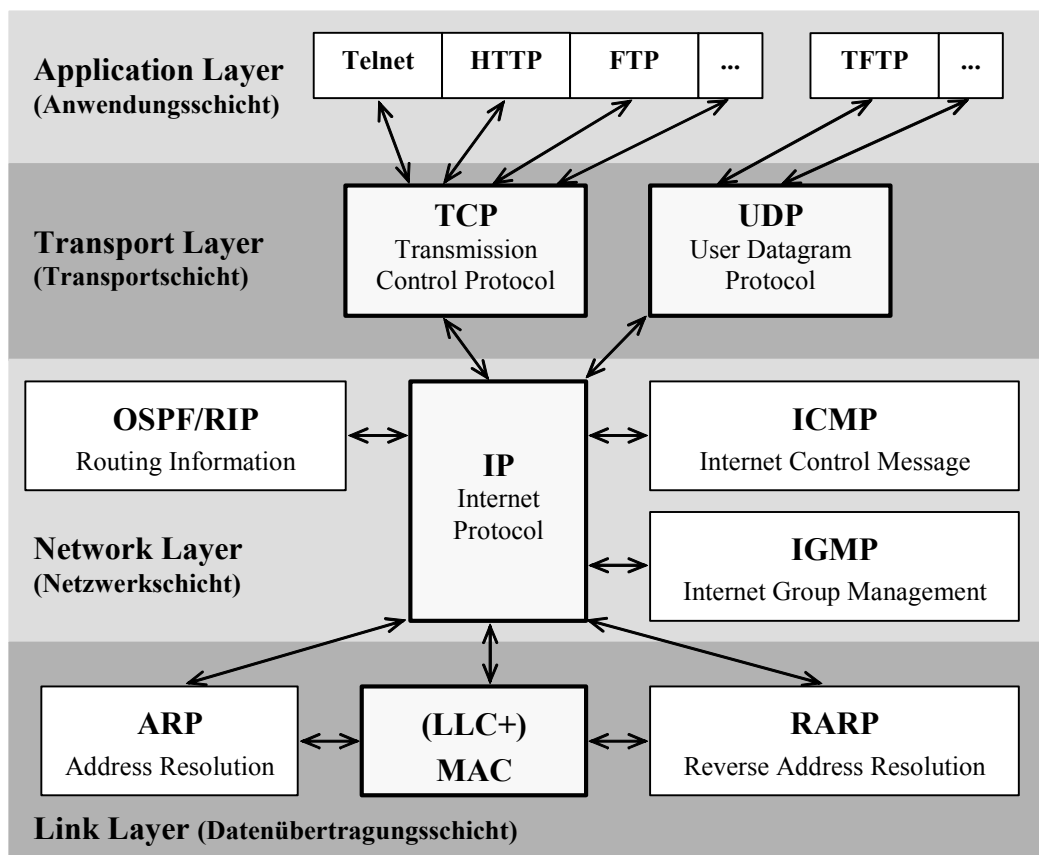 Application Layer
(Anwendungsschicht)
Telnet
HTTP
FTP
...
TFTP
...
Transport Layer
(Transportschicht)
TCP
Transmission
Control Protocol
UDP
User Datagram
Protocol
OSPF/RIP
Routing Information
IP
Internet
Protocol
ICMP
Internet Control Message
IGMP
Internet Group Management
Network Layer
(Netzwerkschicht)
ARP
Address Resolution
(LLC+)
MAC
RARP
Reverse Address Resolution
Link Layer (Datenübertragungsschicht)